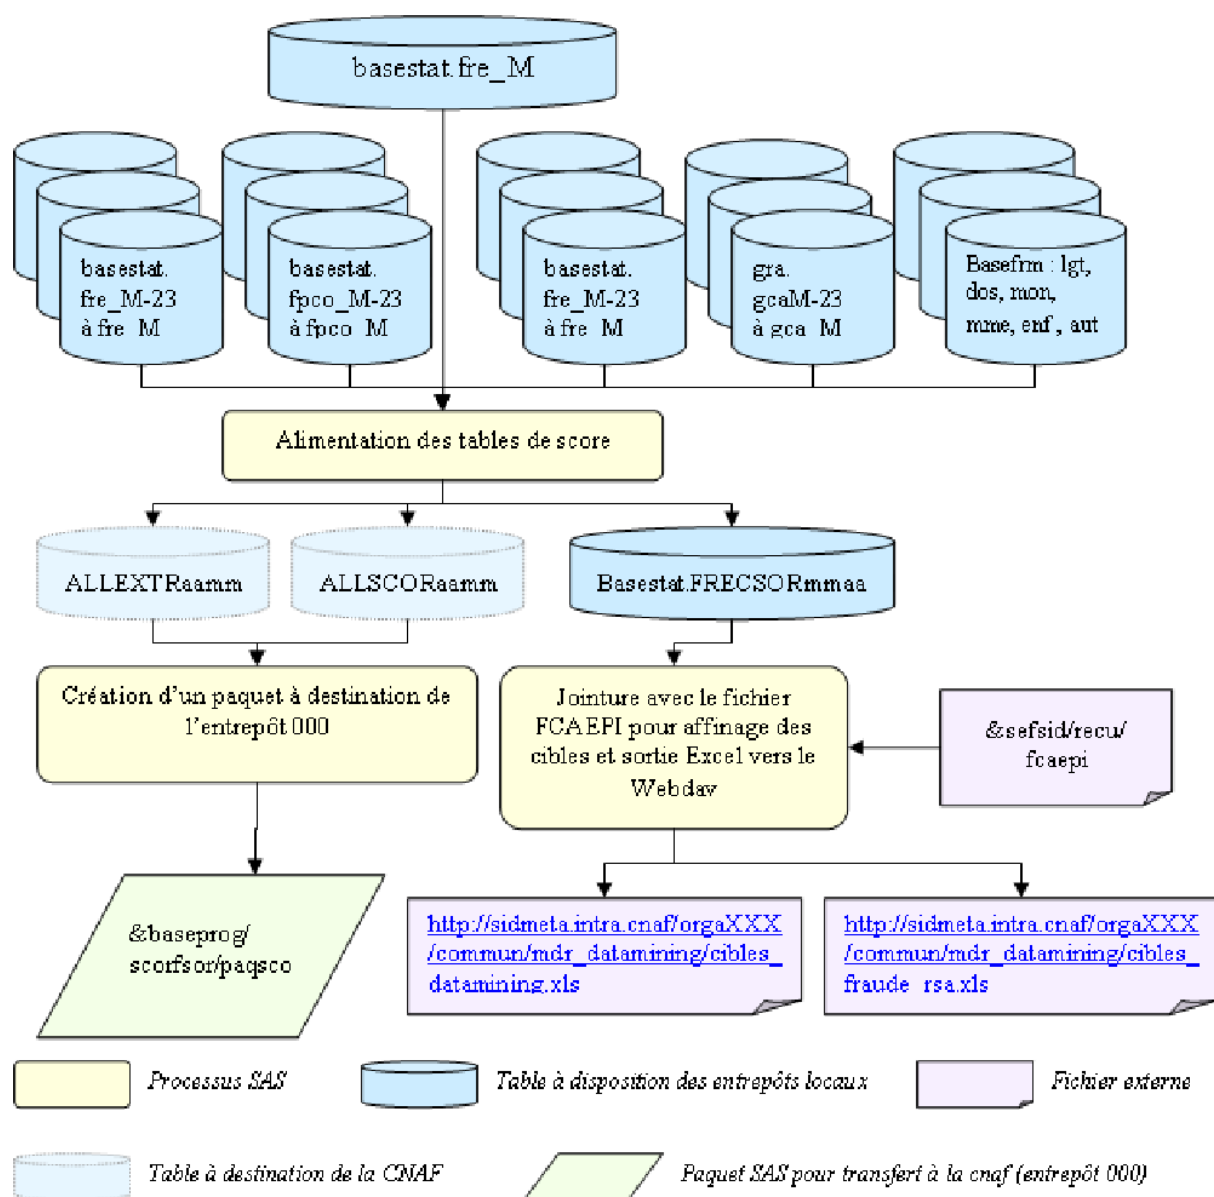 basestat.fre_M
basestat.
fre_M-23
à fre_M
basestat.
fpco_M-23
à fpco_M
basestat.
fre_M-23
à fre_M
gra.
gcaM-23
à gca_M
Basefrm : lgt,
dos, mon,
mme, enf , aut
Alimentation des tables de score
ALLEXTRaamm
ALLSCORaamm
Basestat.FRECSORmmaa
Création d'un paquet à destination de
l'entrepôt 000
Jointure avec le fichier
FCAEPI pour affinage des
cibles et sortie Excel vers le
Webdav
&sefsid/recu/
fcaepi
&baseprog/
scorfsor/paqsco
http://sidmeta.intra.cnaf/orgaXXX
/commun/mdr_datamining/cibles_
datamining.xls
http://sidmeta.intra.cnaf/orgaXXX
/commun/mdr_datamining/cibles_
fraude_rsa.xls
Processus SAS
Table à disposition des entrepôts locaux
Fichier externe
Table à destination de la CNAF
Paquet SAS pour transfert à la cnaf (entrepôt 000)